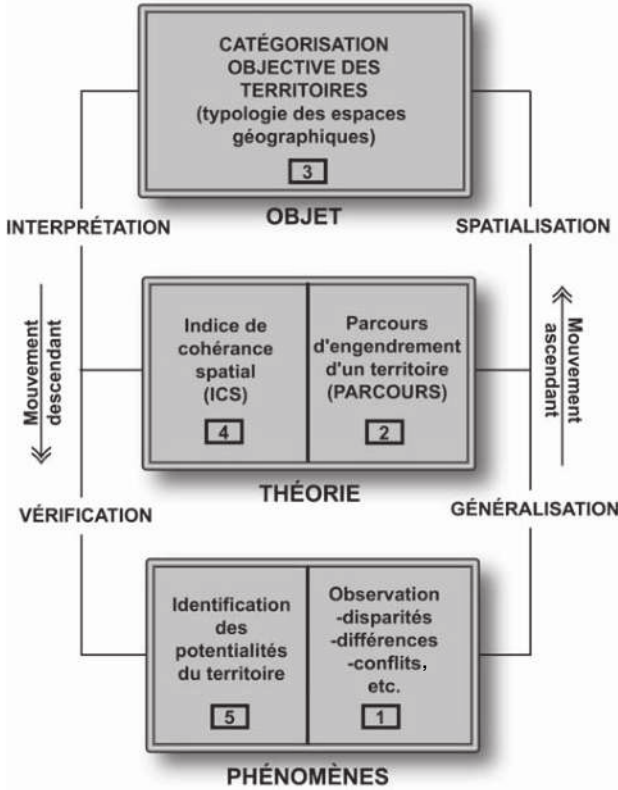 CATÉGORISATION
OBJECTIVE DES
TERRITOIRES
(typologie des espaces
géographiques)
3
OBJET
INTERPRÉTATION
SPATIALISATION
Mouvement
descendant
Indice de
cohérance
spatial
(ICS)
4
Parcours
d'engendrement
d'un territoire
(PARCOURS)
2
Mouvement
ascendant
THÉORIE
VÉRIFICATION
GÉNÉRALISATION
Identification
des
potentialités
du territoire
5
Observation
-disparités
-différences
-conflits,
etc.
1
PHÉNOMÈNES